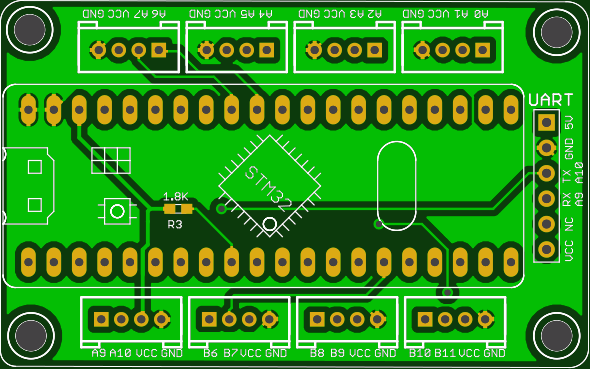 GND VCC A7 A6
GND VCC A5 A4
GND VCC A3 A2
GND VCC A1 A0
UART
5V
GND
TX
RX
NC
VCC
A10
A9
STM32
1.8K
R3
A9 A10 VCC GND
B6 B7 VCC GND
B8 B9 VCC GND
B10 B11 VCC GND